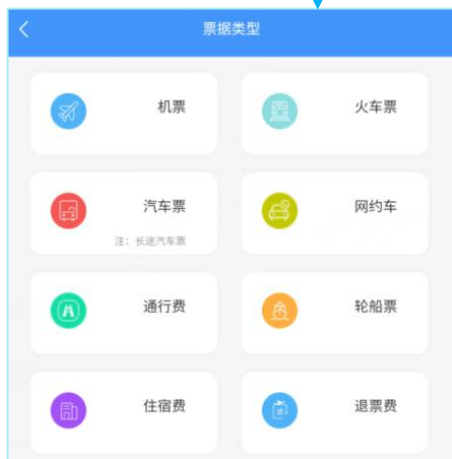 票据类型
机票
火车票
汽车票
网约车
注：长途汽车票
通行费
轮船票
住宿费
退票费